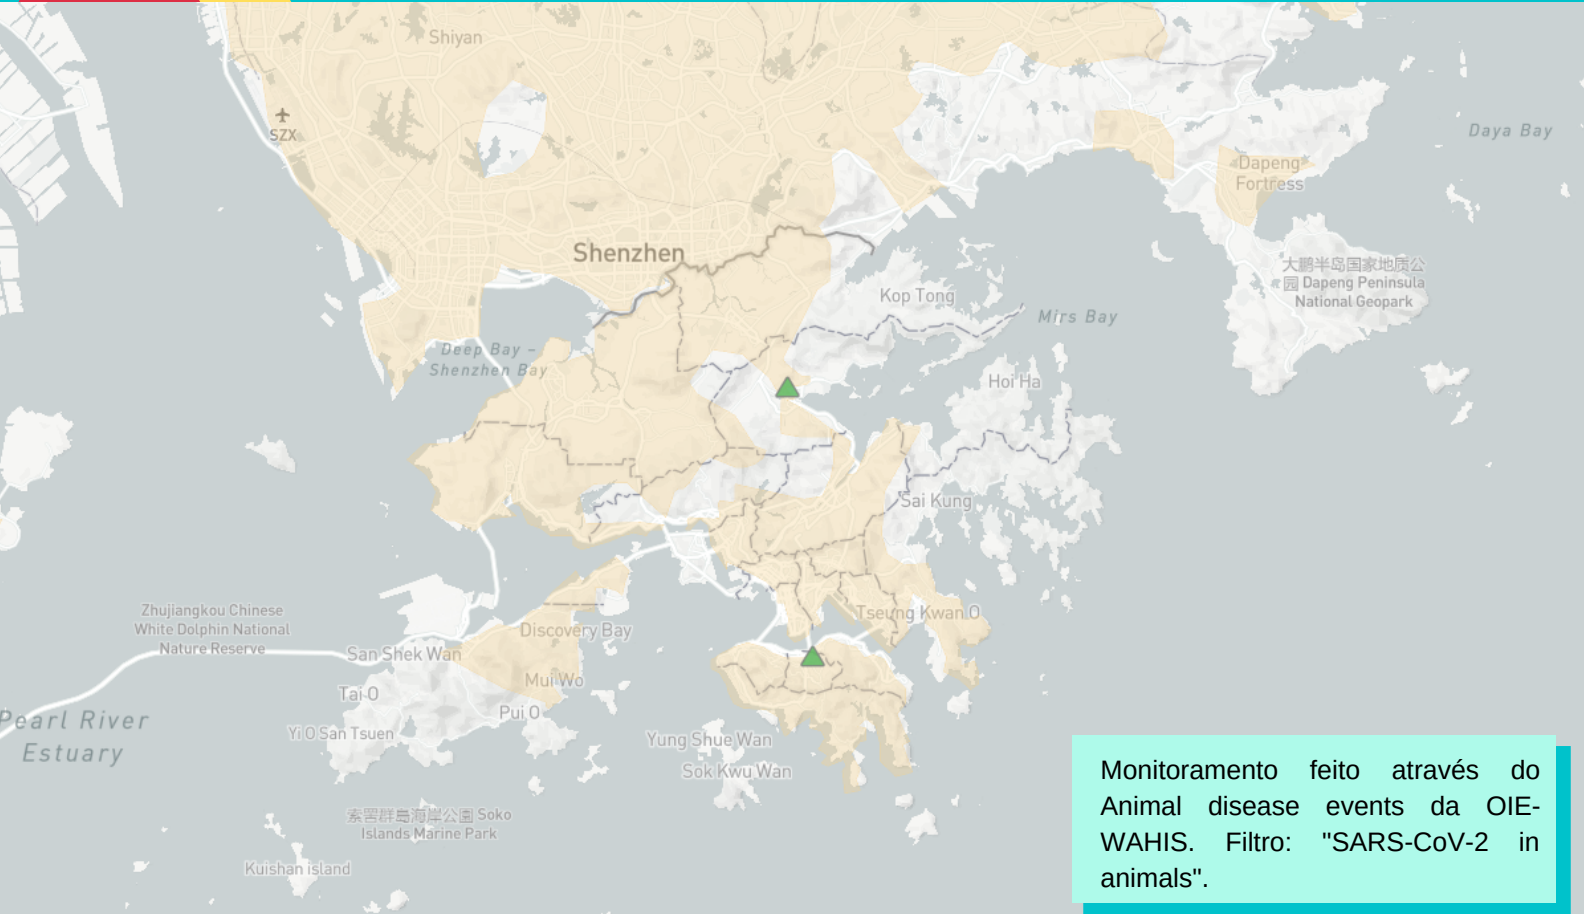 Shiyan
SZX
Daya Bay
Dapeng
Fortress
Shenzhen
大鹏半岛国家地质公
园 Dapeng Peninsula
National Geopark
Kop Tong
Mirs Bay
Deep Bay –
Shenzhen Bay
Hoi Ha
Sai Kung
Zhujiangkou Chinese
White Dolphin National
Nature Reserve
Tseung Kwan O
Discovery Bay
San Shek Wan
Mui Wo
Tai O
Pui O
Pearl River
Estuary
Yi O San Tsuen
Yung Shue Wan
Sok Kwu Wan
索罟群島海岸公園 Soko
Islands Marine Park
Kuishan island
Monitoramento feito através do
Animal disease events da OIE-
WAHIS. Filtro: "SARS-CoV-2 in
animals".